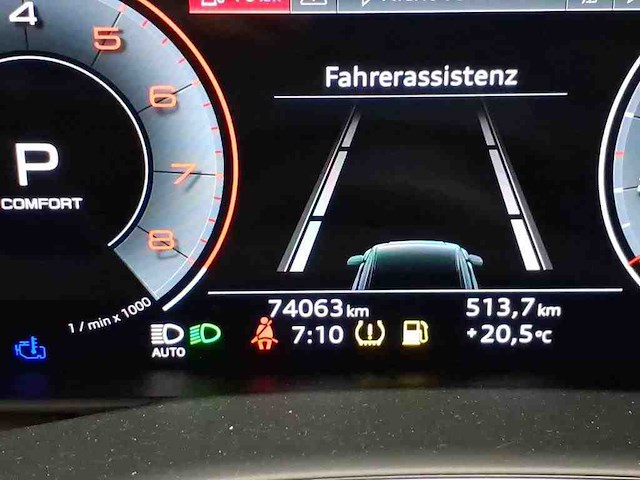 4
5
6
7
8
P
COMFORT
1 / min x 1000
Fahrerassistenz
74063 km
513,7 km
AUTO
7:10
+20,5 °C